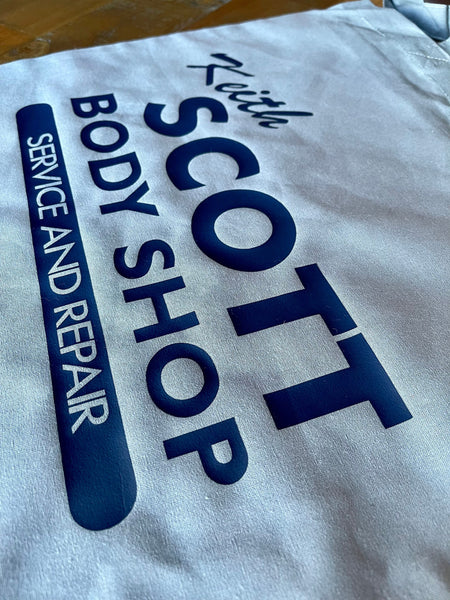 Keith
SCOTT
BODY SHOP
SERVICE AND REPAIR